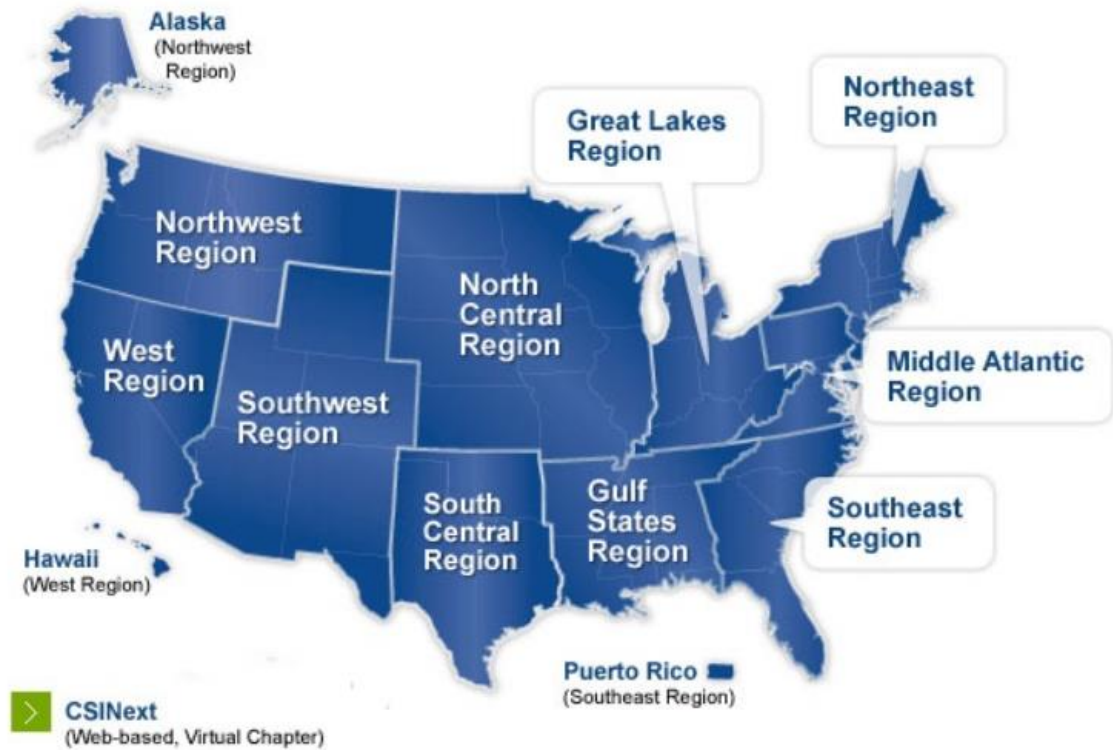 Alaska
(Northwest
Region)
Northeast
Region
Great Lakes
Region
Northwest
Region
North
Central
Region
West
Region
Southwest
Region
Middle Atlantic
Region
South
Central
Region
Gulf
States
Region
Southeast
Region
Hawaii
(West Region)
Puerto Rico
(Southeast Region)
CSINext
(Web-based, Virtual Chapter)